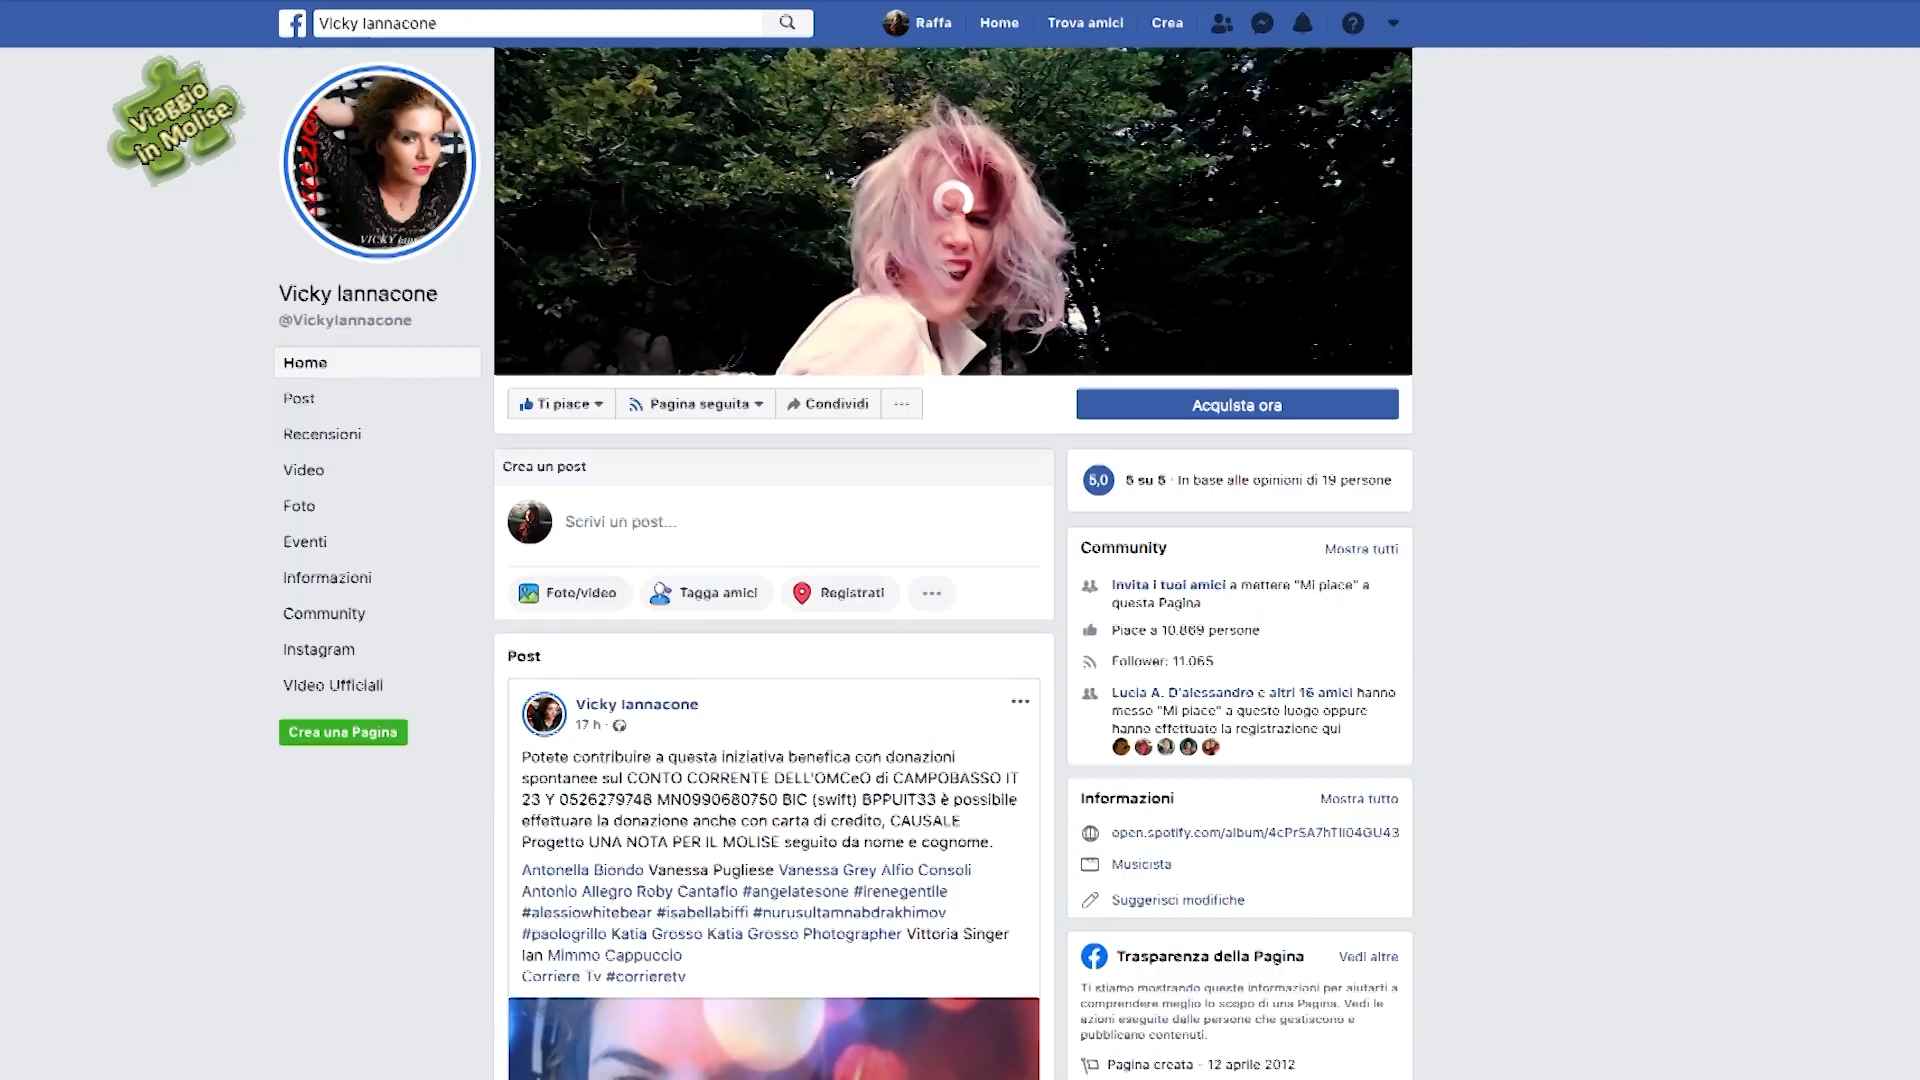 Vicky Iannacone
Raffa
Home
Trova amici
Crea
Viaggio
in Molise
VICKY
Vicky Iannacone
@VickyIannacone
Home
Post
Recensioni
Video
Foto
Eventi
Informazioni
Community
Instagram
Video Ufficiali
Crea una Pagina
Ti piace
Pagina seguita
Condividi
Acquista ora
Crea un post
Scrivi un post...
Foto/video
Tagga amici
Registrati
Post
Vicky Iannacone
17 h ·
Potete contribuire a questa iniziativa benefica con donazioni
spontanee sul CONTO CORRENTE DELL'OMCeO di CAMPOBASSO IT
23 Y 0526279748 MN0990680750 BIC (swift) BPPUIT33 è possibile
effettuare la donazione anche con carta di credito, CAUSALE
Progetto UNA NOTA PER IL MOLISE seguito da nome e cognome.
Antonella Biondo Vanessa Pugliese Vanessa Grey Alfio Consoli
Antonio Allegro Roby Cantafio #angelatesone #irenegentile
#alessiowhitebear #isabellabiffi #nurusultamnabdrakhimov
#paologrillo Katia Grosso Katia Grosso Photographer Vittoria Singer
Ian Mimmo Cappuccio
Corriere Tv #corrieretv
5,0
5 su 5 · In base alle opinioni di 19 persone
Community
Mostra tutti
Invita i tuoi amici a mettere "Mi piace" a
questa Pagina
Piace a 10.869 persone
Follower: 11.065
Lucia A. D'alessandro e altri 16 amici hanno
messo "Mi piace" a questo luogo oppure
hanno effettuato la registrazione qui
Informazioni
Mostra tutto
open.spotify.com/album/4cPrSA7hTII04GU43
Musicista
Suggerisci modifiche
Trasparenza della Pagina
Vedi altre
Ti stiamo mostrando queste informazioni per aiutarti a
comprendere meglio lo scopo di una Pagina. Vedi le
azioni eseguite dalle persone che gestiscono e
pubblicano contenuti.
Pagina creata - 12 aprile 2012